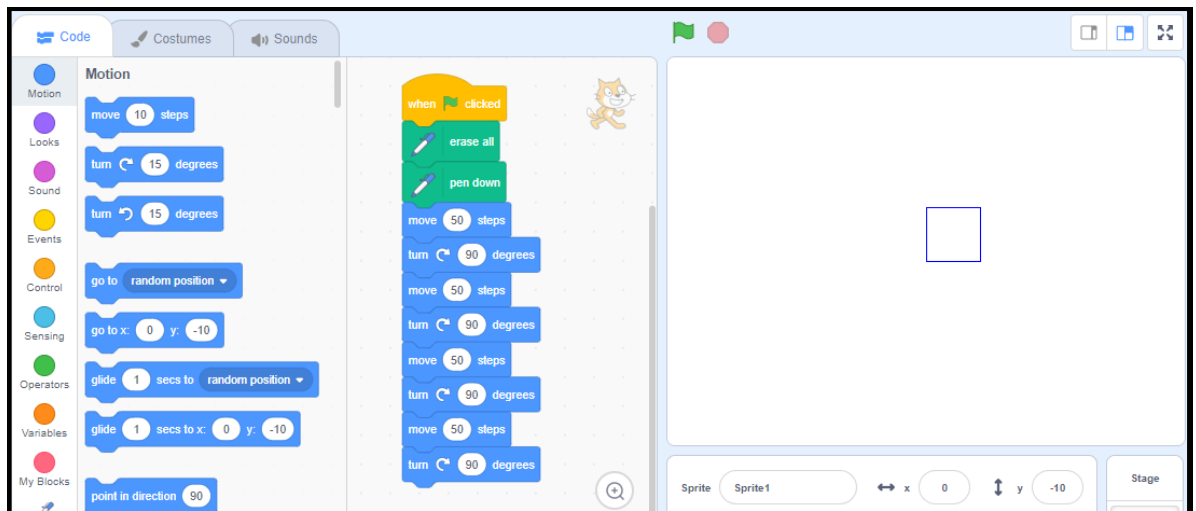 Code
Costumes
Sounds
Motion
Looks
Sound
Events
Control
Sensing
Operators
Variables
My Blocks
Motion
move 10 steps
turn 15 degrees
turn 15 degrees
go to random position
go to x: 0 y: -10
glide 1 secs to random position
glide 1 secs to x: 0 y: -10
point in direction 90
when clicked
erase all
pen down
move 50 steps
turn 90 degrees
move 50 steps
turn 90 degrees
move 50 steps
turn 90 degrees
move 50 steps
turn 90 degrees
Sprite Sprite1 x 0 y -10
Stage